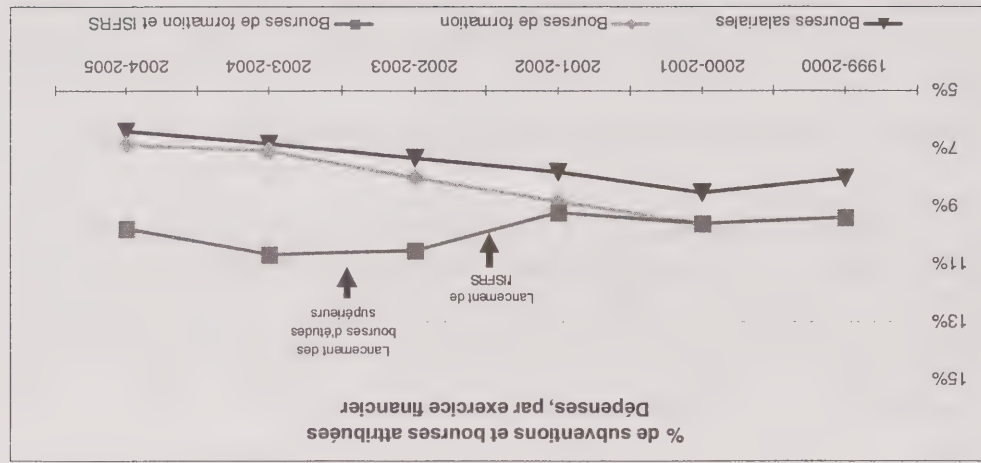 % de subventions et bourses attribuées
Dépenses, par exercice financier
15%
13%
11%
9%
7%
5%
Lancement de
l'ISFRS
Lancement des
bourses d'études
supérieurs
1999-2000
2000-2001
2001-2002
2002-2003
2003-2004
2004-2005
Bourses salariales
Bourses de formation
Bourses de formation et ISFRS